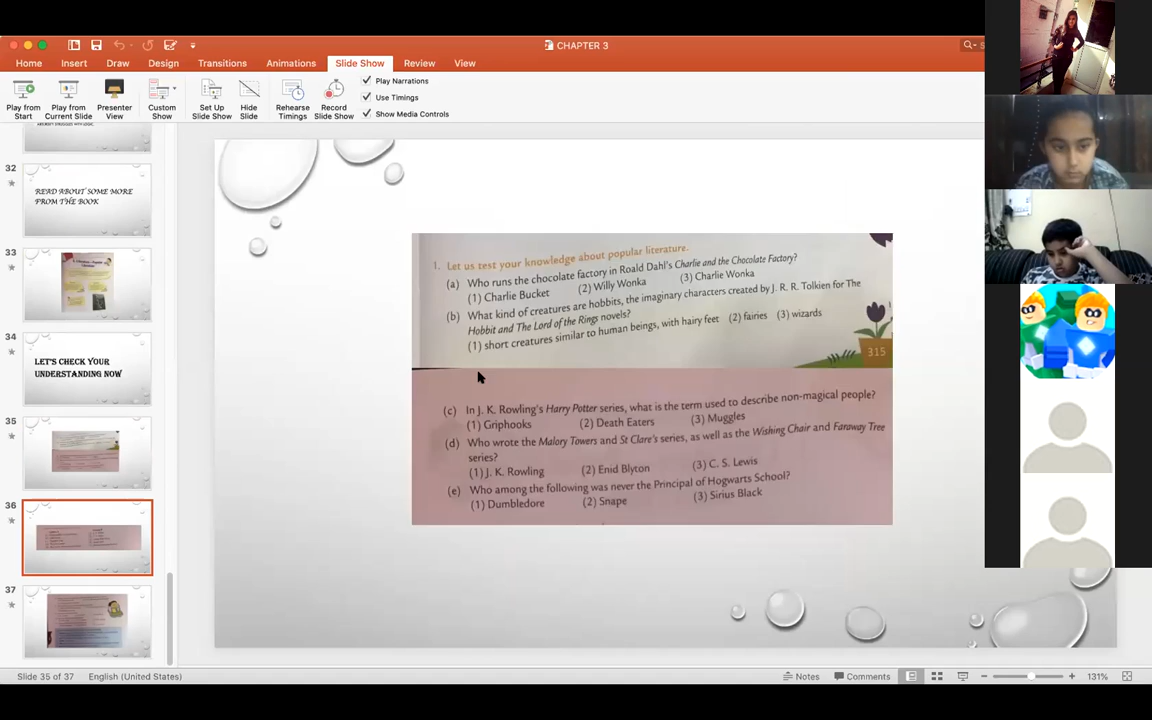 CHAPTER 3
Home Insert Draw Design Transitions Animations Slide Show Review View
Play from Start
Play from Current Slide
Presenter View
Custom Show
Set Up Slide Show
Hide Slide
Rehearse Timings
Record Slide Show
Play Narrations
Use Timings
Show Media Controls
32
READ ABOUT SOME MORE
FROM THE BOOK
33
34
LET'S CHECK YOUR
UNDERSTANDING NOW
35
36
37
1. Let us test your knowledge about popular literature.
(a) Who runs the chocolate factory in Roald Dahl's Charlie and the Chocolate Factory?
(1) Charlie Bucket (2) Willy Wonka (3) Charlie Wonka
(b) What kind of creatures are hobbits, the imaginary characters created by J. R. R. Tolkien for The
Hobbit and The Lord of the Rings novels?
(1) short creatures similar to human beings, with hairy feet (2) fairies (3) wizards
315
(c) In J. K. Rowling's Harry Potter series, what is the term used to describe non-magical people?
(1) Griphooks (2) Death Eaters (3) Muggles
(d) Who wrote the Malory Towers and St Clare's series, as well as the Wishing Chair and Faraway Tree
series?
(1) J. K. Rowling (2) Enid Blyton (3) C. S. Lewis
(e) Who among the following was never the Principal of Hogwarts School?
(1) Dumbledore (2) Snape (3) Sirius Black
Slide 35 of 37 English (United States) Notes Comments 131%